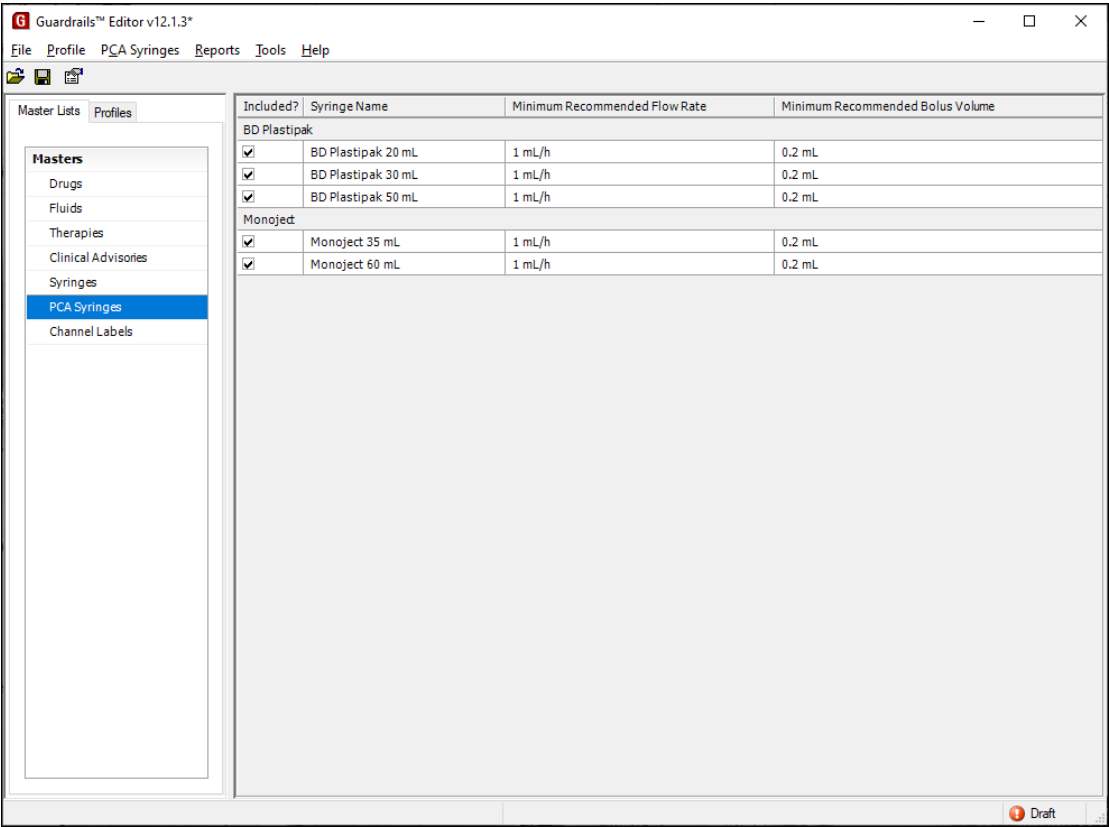 Guardrails™ Editor v12.1.3*
File Profile PCA Syringes Reports Tools Help
Master Lists Profiles
Masters
Drugs
Fluids
Therapies
Clinical Advisories
Syringes
PCA Syringes
Channel Labels
Included? Syringe Name Minimum Recommended Flow Rate Minimum Recommended Bolus Volume
BD Plastipak
BD Plastipak 20 mL 1 mL/h 0.2 mL
BD Plastipak 30 mL 1 mL/h 0.2 mL
BD Plastipak 50 mL 1 mL/h 0.2 mL
Monoject
Monoject 35 mL 1 mL/h 0.2 mL
Monoject 60 mL 1 mL/h 0.2 mL
Draft